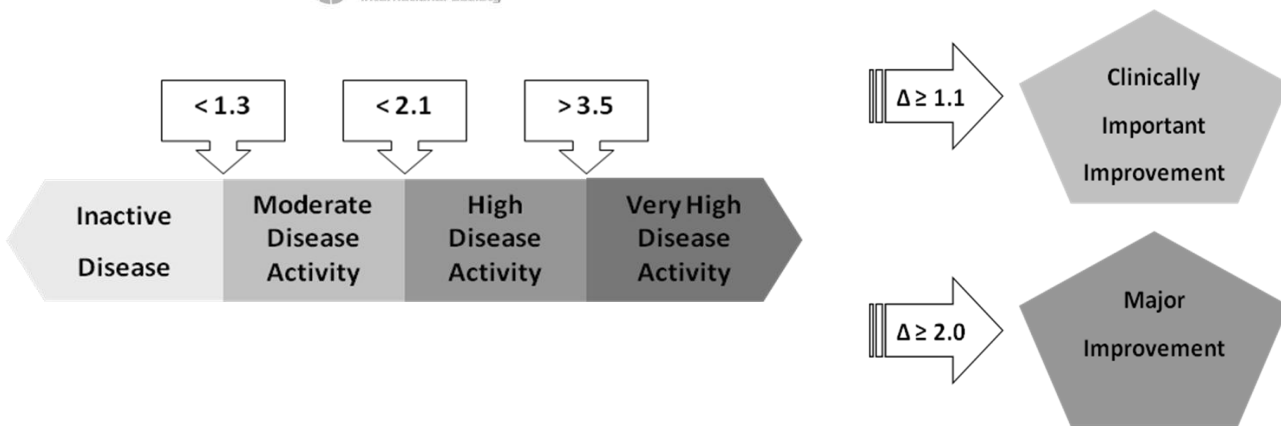 < 1.3
< 2.1
> 3.5
Inactive
Disease
Moderate
Disease
Activity
High
Disease
Activity
Very High
Disease
Activity
Δ ≥ 1.1
Clinically
Important
Improvement
Δ ≥ 2.0
Major
Improvement